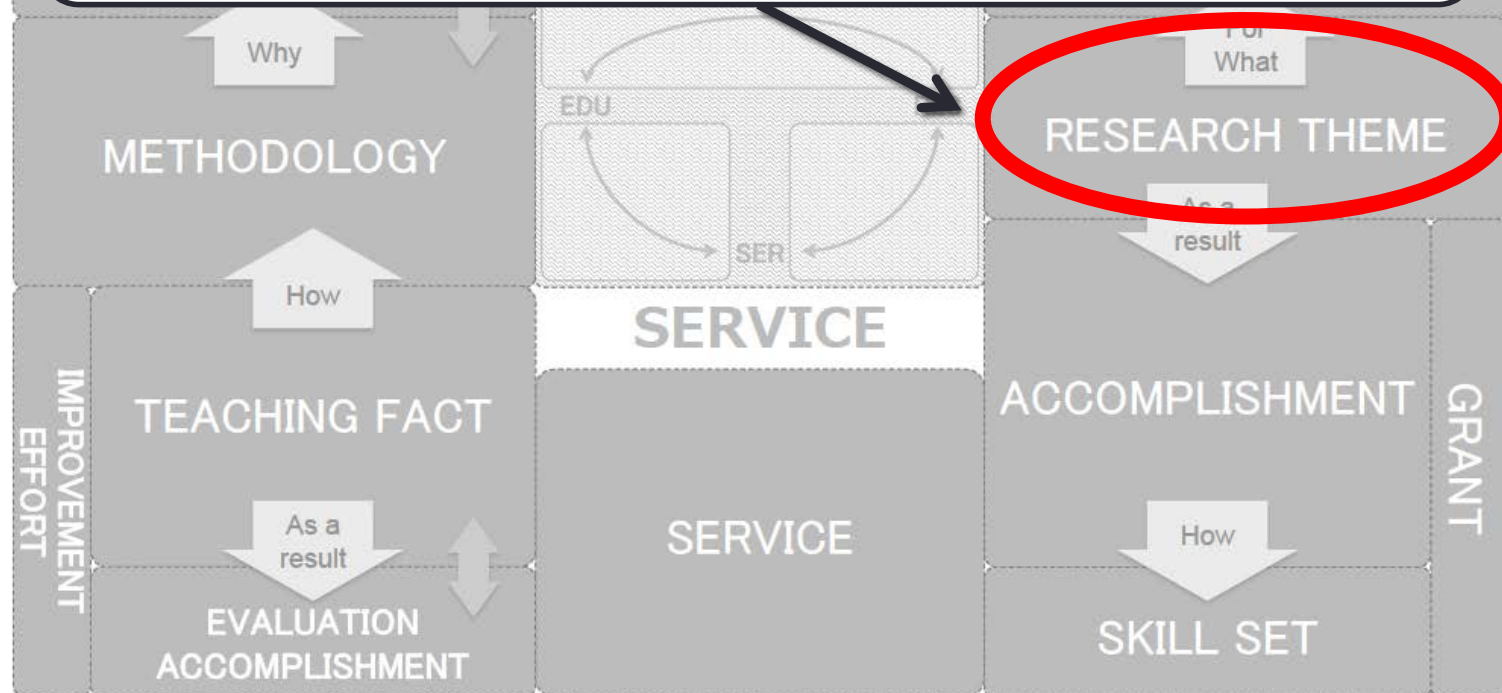 Why
METHODOLOGY
How
IMPROVEMENT
EFFORT
TEACHING FACT
As a
result
EVALUATION
ACCOMPLISHMENT
EDU
SER
SERVICE
SERVICE
For
What
RESEARCH THEME
As a
result
ACCOMPLISHMENT
GRANT
How
SKILL SET